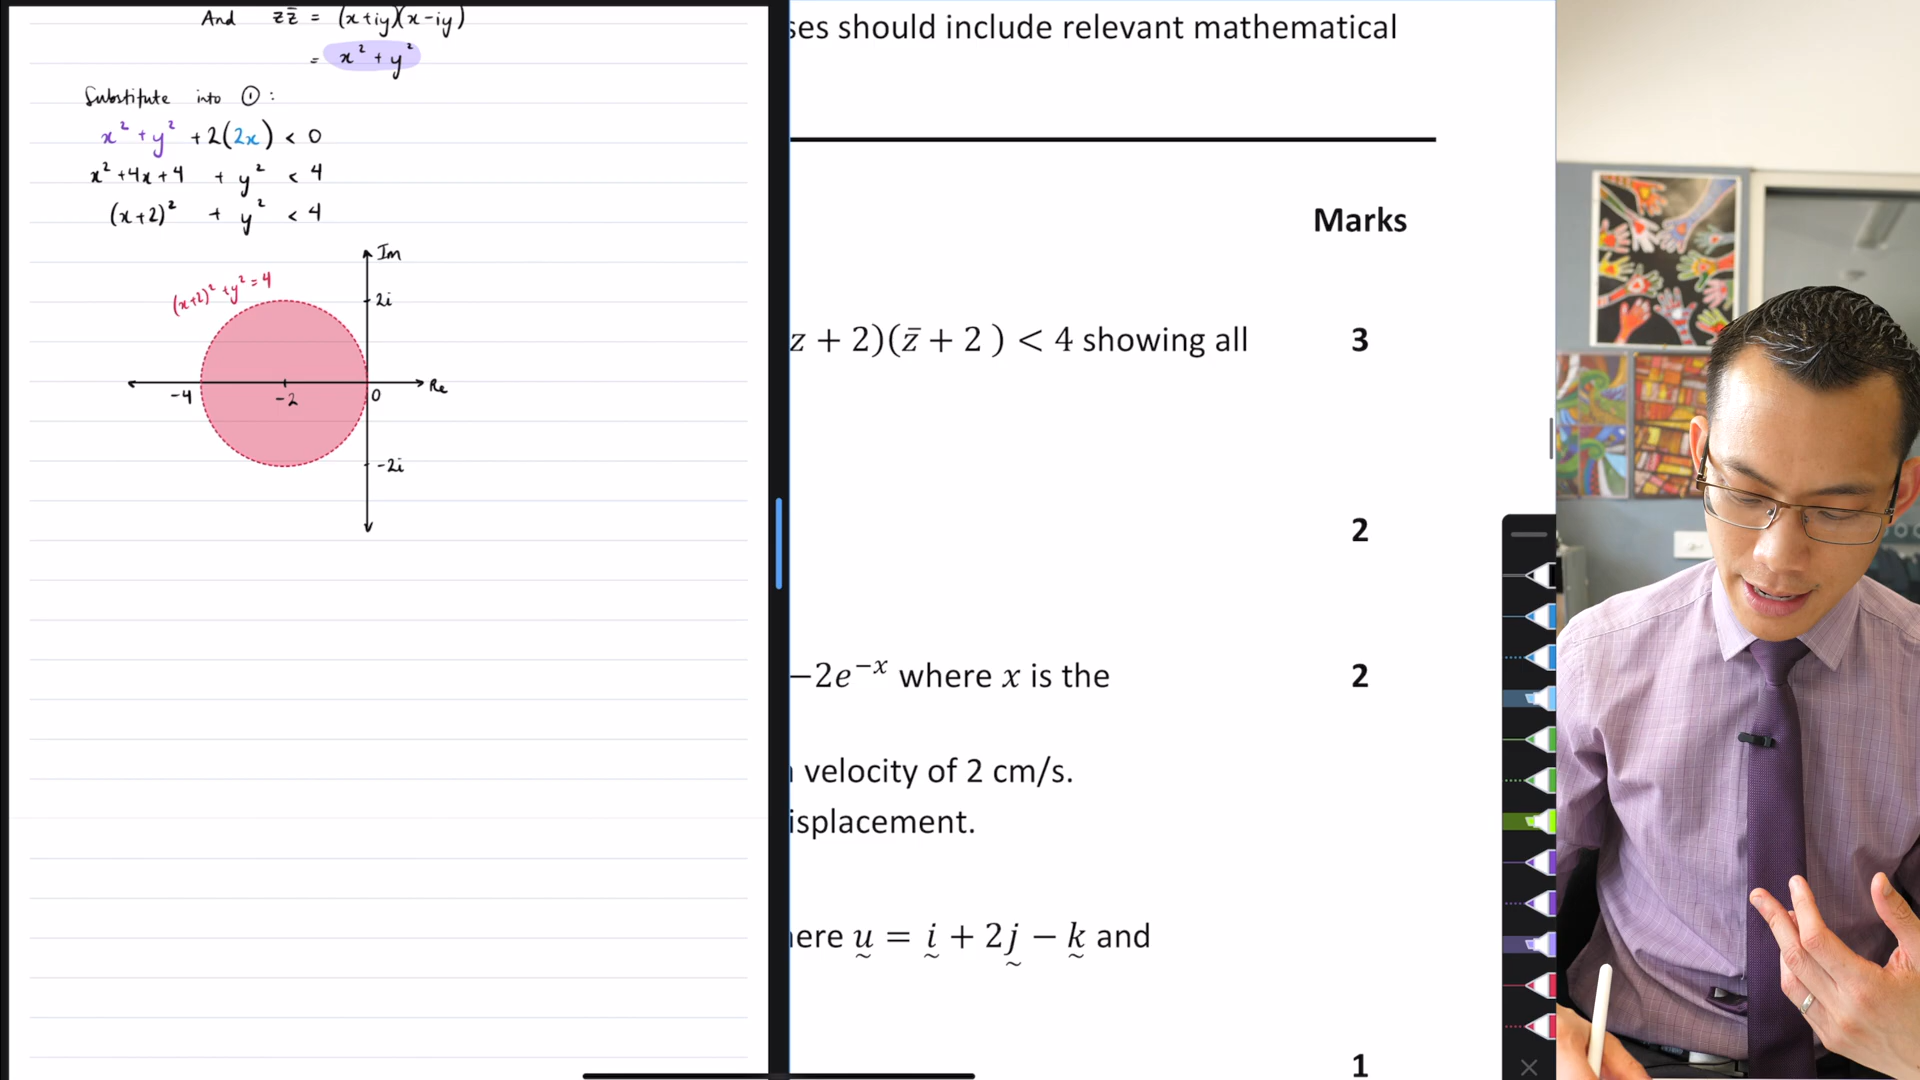 And zz̄ = (x+iy)(x-iy)
= x² + y²
Substitute into ①:
x² + y² + 2(2x) < 0
x² + 4x + 4 + y² < 4
(x+2)² + y² < 4
Im
(x+2)² + y² = 4
2i
-4 -2 0 Re
-2i
ses should include relevant mathematical
Marks
z + 2)(z̄ + 2 ) < 4 showing all 3
2
−2e⁻ˣ where x is the 2
velocity of 2 cm/s.
isplacement.
ere u = i + 2j − k and
1